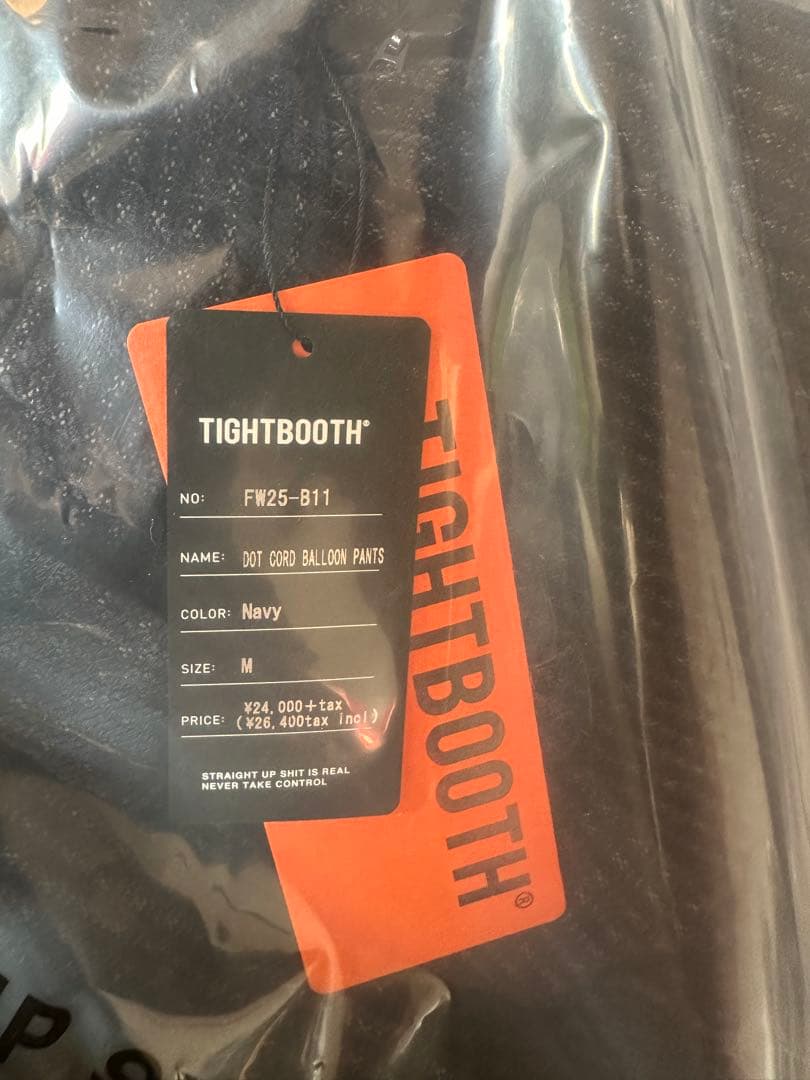 TIGHTBOOTH®
NO: FW25-B11
NAME: DOT CORD BALLOON PANTS
COLOR: Navy
SIZE: M
PRICE: ¥24,000+tax
(¥26,400tax incl)
STRAIGHT UP SHIT IS REAL
NEVER TAKE CONTROL
TIGHTBOOTH®